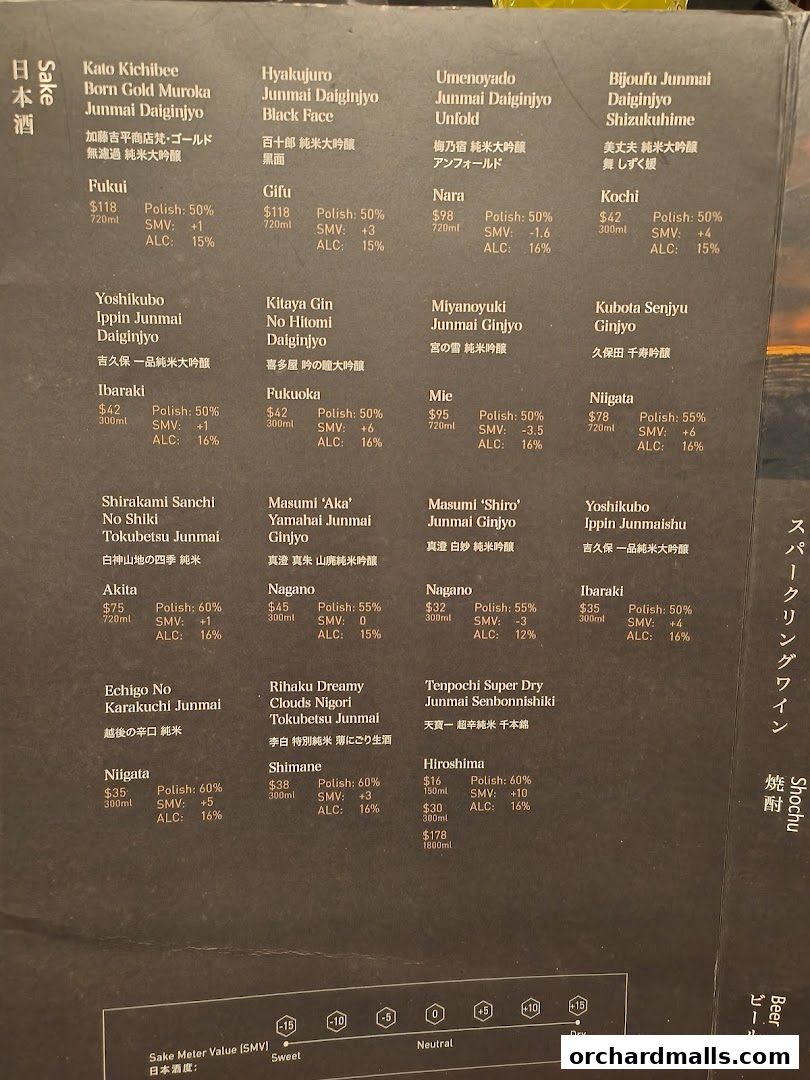 Sake
日本酒
Kato Kichibee
Born Gold Muroka
Junmai Daiginjyo
加藤吉平商店梵・ゴールド
無濾過 純米大吟醸
Fukui
$118
720ml
Polish: 50%
SMV: +1
ALC: 15%
Hyakujuro
Junmai Daiginjyo
Black Face
百十郎 純米大吟醸
黒面
Gifu
$118
720ml
Polish: 50%
SMV: +3
ALC: 15%
Umenoyado
Junmai Daiginjyo
Unfold
梅乃宿 純米大吟醸
アンフォールド
Nara
$98
720ml
Polish: 50%
SMV: -1.6
ALC: 16%
Bijoufu Junmai
Daiginjyo
Shizukuhime
美丈夫 純米大吟醸
舞 しずく媛
Kochi
$42
300ml
Polish: 50%
SMV: +4
ALC: 15%
Yoshikubo
Ippin Junmai
Daiginjyo
吉久保 一品純米大吟醸
Ibaraki
$42
300ml
Polish: 50%
SMV: +1
ALC: 16%
Kitaya Gin
No Hitomi
Daiginjyo
喜多屋 吟の瞳大吟醸
Fukuoka
$42
300ml
Polish: 50%
SMV: +6
ALC: 16%
Miyanoyuki
Junmai Ginjyo
宮の雪 純米吟醸
Mie
$95
720ml
Polish: 50%
SMV: -3.5
ALC: 16%
Kubota Senjyu
Ginjyo
久保田 千寿吟醸
Niigata
$78
720ml
Polish: 55%
SMV: +6
ALC: 16%
Shirakami Sanchi
No Shiki
Tokubetsu Junmai
白神山地の四季 純米
Akita
$75
720ml
Polish: 60%
SMV: +1
ALC: 16%
Masumi ‘Aka’
Yamahai Junmai
Ginjyo
真澄 真朱 山廃純米吟醸
Nagano
$45
300ml
Polish: 55%
SMV: 0
ALC: 15%
Masumi ‘Shiro’
Junmai Ginjyo
真澄 白妙 純米吟醸
Nagano
$32
300ml
Polish: 55%
SMV: -3
ALC: 12%
Yoshikubo
Ippin Junmaishu
吉久保 一品純米大吟醸
Ibaraki
$35
300ml
Polish: 50%
SMV: +4
ALC: 16%
Echigo No
Karakuchi Junmai
越後の辛口 純米
Niigata
$35
300ml
Polish: 60%
SMV: +5
ALC: 16%
Rihaku Dreamy
Clouds Nigori
Tokubetsu Junmai
李白 特別純米 薄にごり生酒
Shimane
$38
300ml
Polish: 60%
SMV: +3
ALC: 16%
Tenpochi Super Dry
Junmai Senbonnishiki
天寶一 超辛純米 千本錦
Hiroshima
$16
150ml
$30
300ml
$178
1800ml
Polish: 60%
SMV: +10
ALC: 16%
Sake Meter Value (SMV)
日本酒度:
-15 -10 -5 0 +5 +10 +15
Sweet Neutral Dry
スパークリングワイン
Shochu
焼酎
Beer
ビール
orchardmalls.com